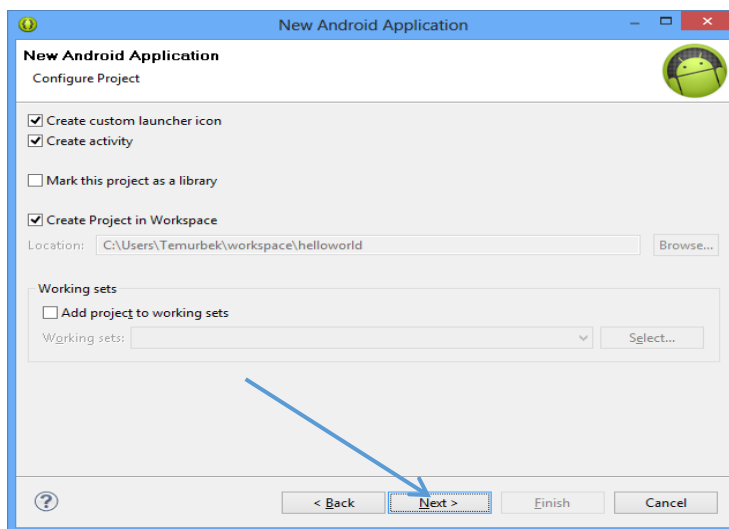 New Android Application
New Android Application
Configure Project
Create custom launcher icon
Create activity
Mark this project as a library
Create Project in Workspace
Location: C:\Users\Temurbek\workspace\helloworld Browse...
Working sets
Add project to working sets
Working sets: Select...
? < Back Next > Finish Cancel